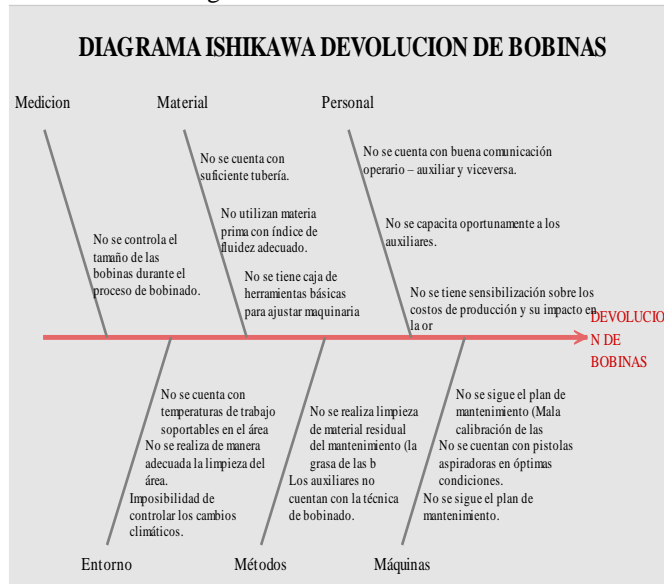 DIAGRAMA ISHIKAWA DEVOLUCION DE BOBINAS
Medicion
Material
Personal
No se controla el
tamaño de las
bobinas durante el
proceso de bobinado.
No se cuenta con
suficiente tubería.
No utilizan materia
prima con índice de
fluidez adecuado.
No se tiene caja de
herramientas básicas
para ajustar maquinaria
No se cuenta con buena comunicación
operario – auxiliar y viceversa.
No se capacita oportunamente a los
auxiliares.
No se tiene sensibilización sobre los
costos de producción y su impacto en
la or
DEVOLUCIO
N DE
BOBINAS
No se cuenta con
temperaturas de trabajo
soportables en el área
No se realiza de manera
adecuada la limpieza del
área.
Imposibilidad de
controlar los cambios
climáticos.
No se realiza limpieza
de material residual
del mantenimiento (la
grasa de las b
Los auxiliares no
cuentan con la técnica
de bobinado.
No se sigue el plan de
mantenimiento (Mala
calibración de las
No se cuentan con pistolas
aspiradoras en óptimas
condiciones.
No se sigue el plan de
mantenimiento.
Entorno
Métodos
Máquinas